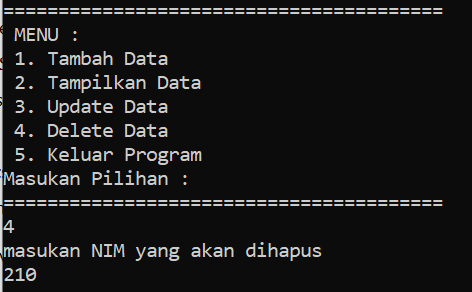 ========================================
MENU :
1. Tambah Data
2. Tampilkan Data
3. Update Data
4. Delete Data
5. Keluar Program
Masukan Pilihan :
========================================
4
masukan NIM yang akan dihapus
210